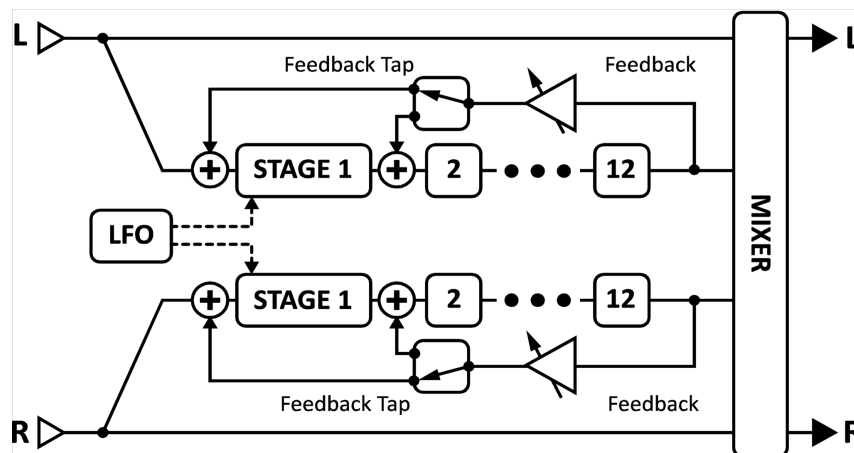 L
L
Feedback Tap
Feedback
+
STAGE 1
+
2
12
LFO
MIXER
+
STAGE 1
+
2
12
Feedback Tap
Feedback
R
R